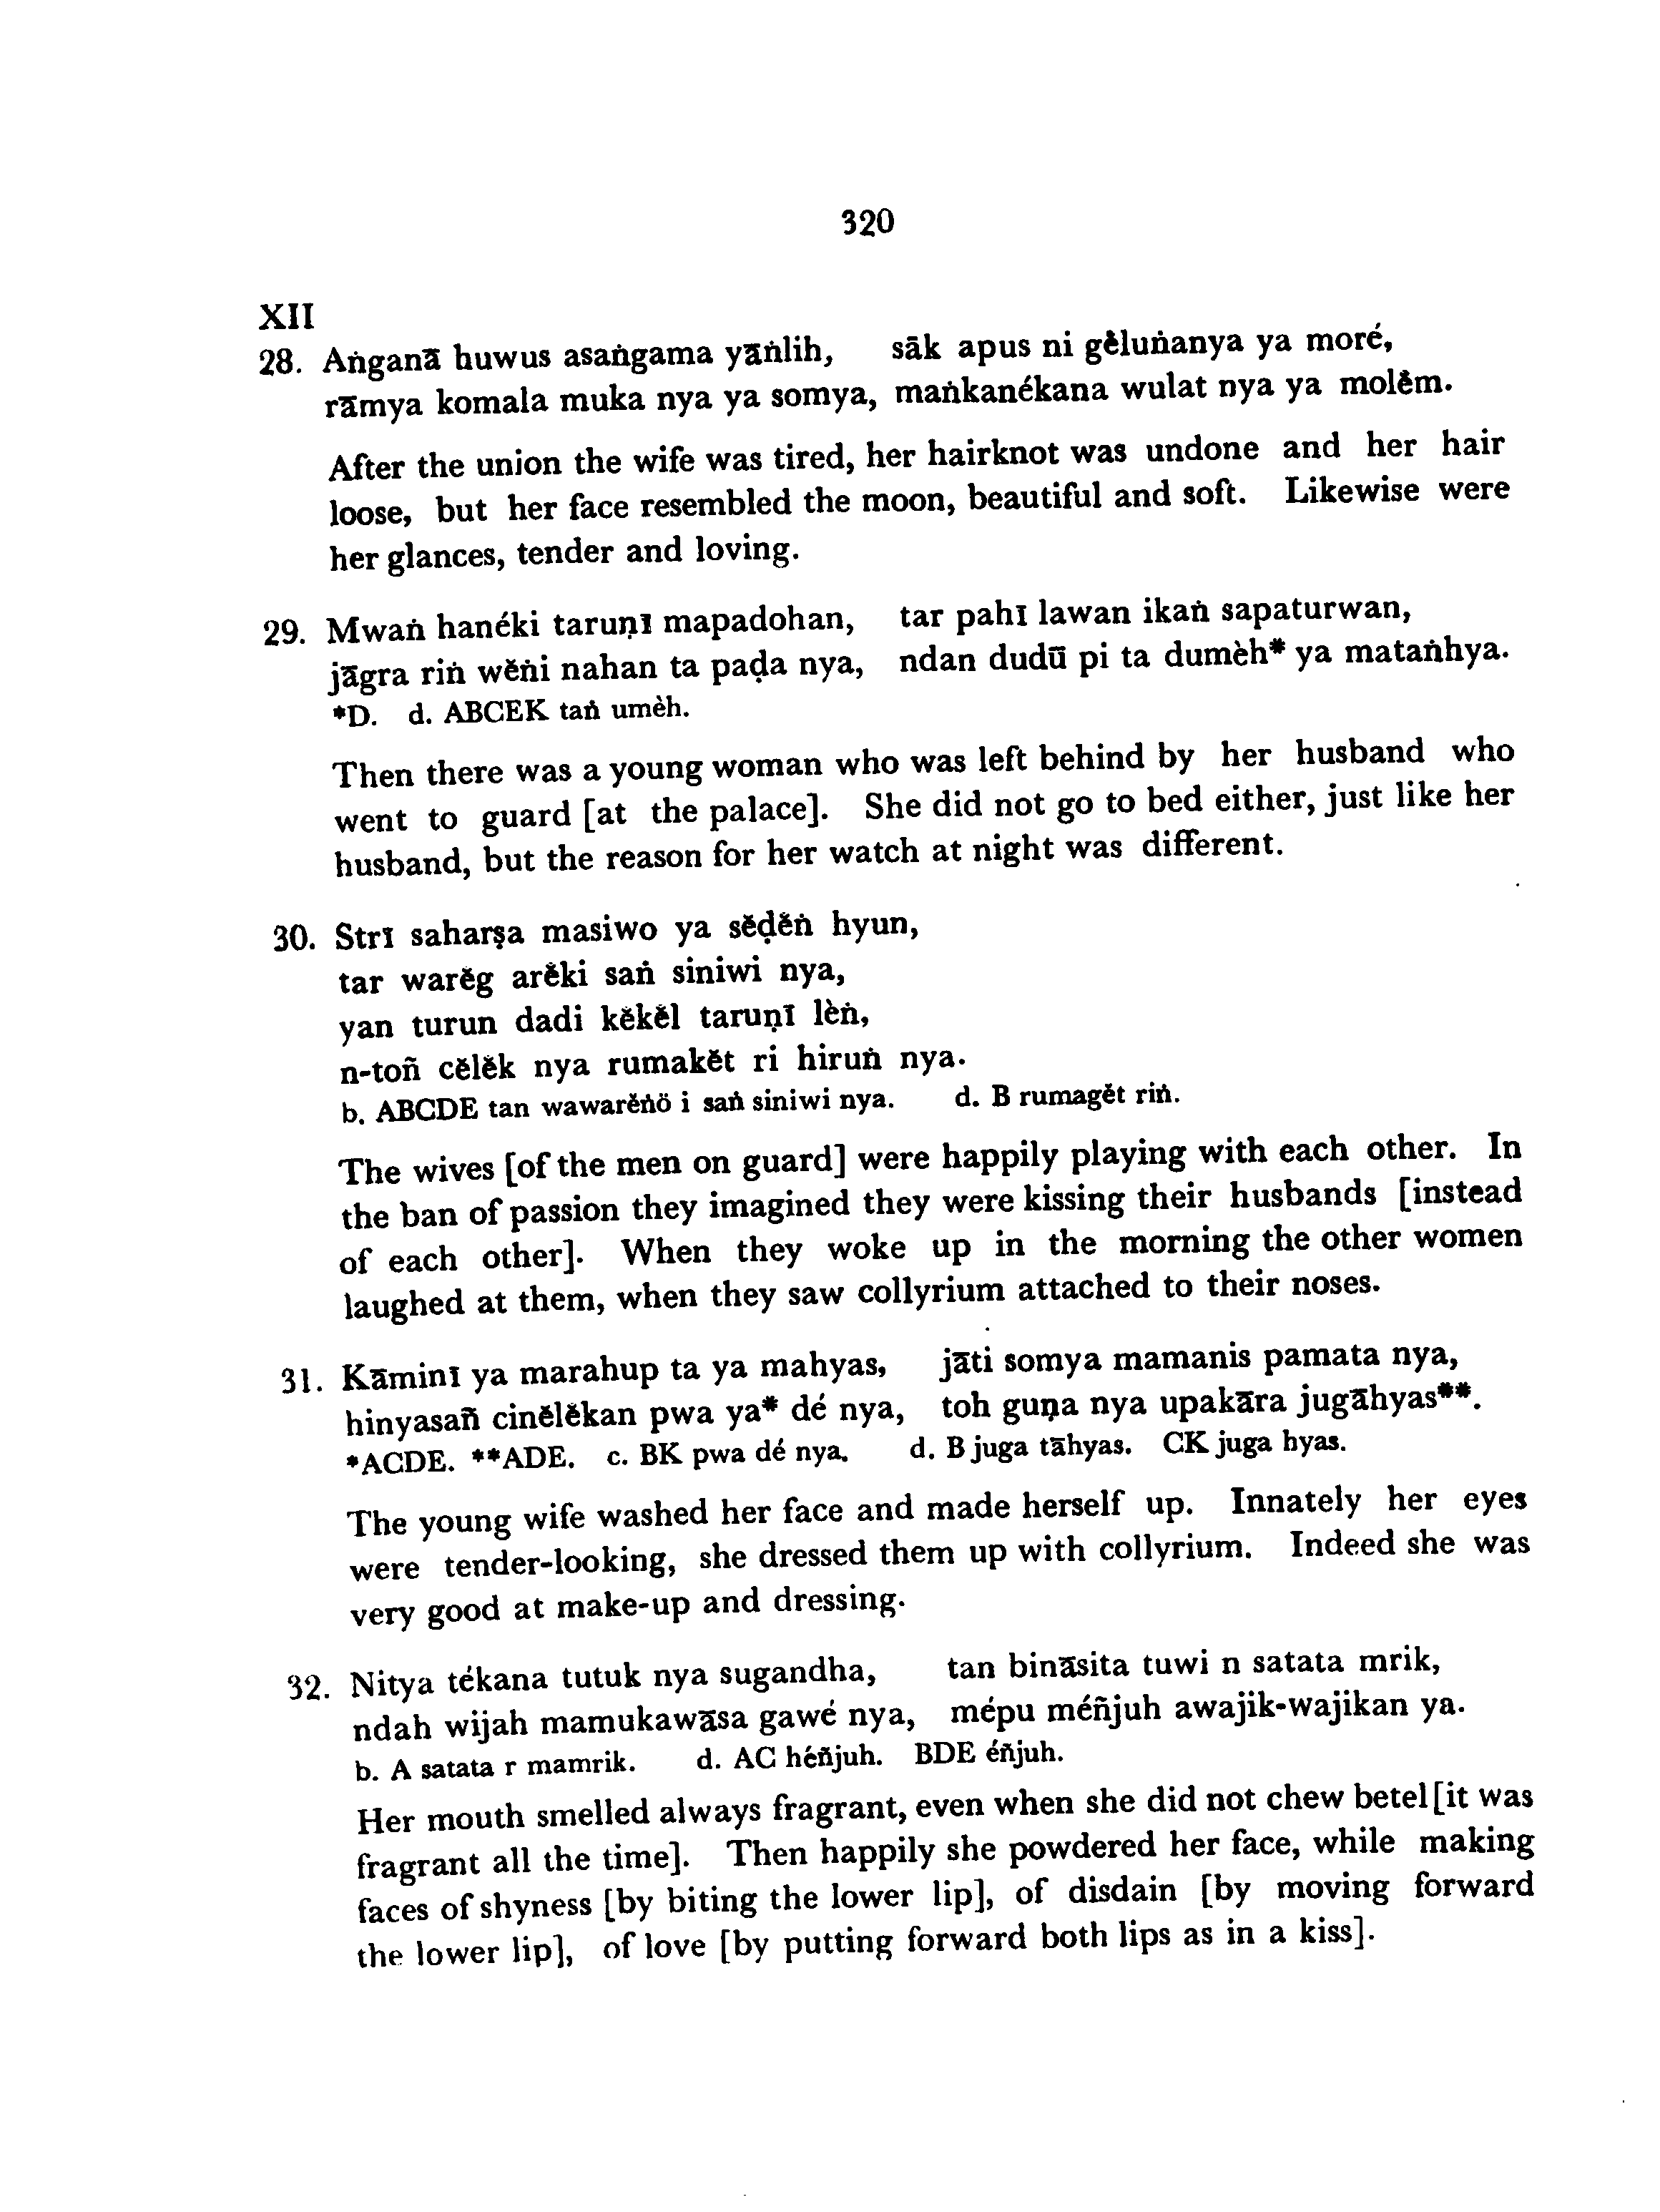 320
XII
28. Aṅganā huwus asaṅgama yāṅlih, sāk apus ni gĕluṅanya ya moré,
rāmya komala muka nya ya somya, maṅkanékana wulat nya ya molĕm.
After the union the wife was tired, her hairknot was undone and her hair
loose, but her face resembled the moon, beautiful and soft. Likewise were
her glances, tender and loving.
29. Mwaṅ hanéki taruṇī mapadohan, tar pahī lawan ikaṅ sapaturwan,
jāgra riṅ wĕṅi nahan ta paḍa nya, ndan dudū pi ta dumèh* ya mataṅhya.
*D. d. ABCEK taṅ umèh.
Then there was a young woman who was left behind by her husband who
went to guard [at the palace]. She did not go to bed either, just like her
husband, but the reason for her watch at night was different.
30. Strī saharṣa masiwo ya sĕḍĕṅ hyun,
tar warĕg arĕki saṅ siniwi nya,
yan turun dadi kĕkĕl taruṇī lèṅ,
n-toñ cĕlĕk nya rumakĕt ri hiruṅ nya.
b. ABCDE tan wawarĕṅö i saṅ siniwi nya. d. B rumagĕt riṅ.
The wives [of the men on guard] were happily playing with each other. In
the ban of passion they imagined they were kissing their husbands [instead
of each other]. When they woke up in the morning the other women
laughed at them, when they saw collyrium attached to their noses.
31. Kāminī ya marahup ta ya mahyas, jāti somya mamanis pamata nya,
hinyasañ cinĕlĕkan pwa ya* dé nya, toh guṇa nya upakāra jugāhyas**.
*ACDE. **ADE. c. BK pwa dé nya. d. B juga tāhyas. CK juga hyas.
The young wife washed her face and made herself up. Innately her eyes
were tender-looking, she dressed them up with collyrium. Indeed she was
very good at make-up and dressing.
32. Nitya tékana tutuk nya sugandha, tan bināsita tuwi n satata mrik,
ndah wijah mamukawāsa gawé nya, mépu méñjuh awajik-wajikan ya.
b. A satata r mamrik. d. AC héñjuh. BDE éñjuh.
Her mouth smelled always fragrant, even when she did not chew betel [it was
fragrant all the time]. Then happily she powdered her face, while making
faces of shyness [by biting the lower lip], of disdain [by moving forward
the lower lip], of love [by putting forward both lips as in a kiss].